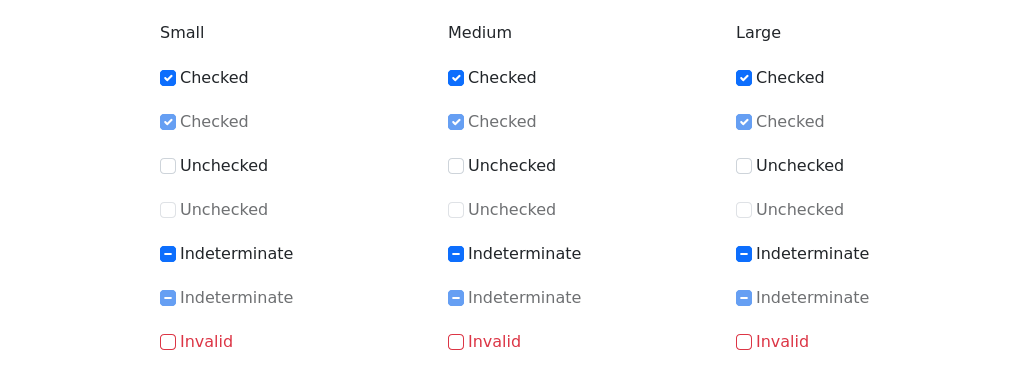 Small Medium Large
Checked Checked Checked
Checked Checked Checked
Unchecked Unchecked Unchecked
Unchecked Unchecked Unchecked
Indeterminate Indeterminate Indeterminate
Indeterminate Indeterminate Indeterminate
Invalid Invalid Invalid